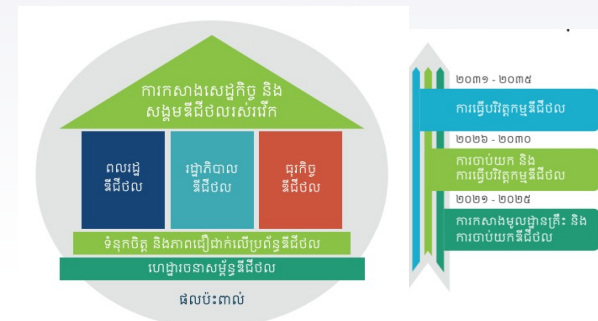 ការកសាងសេដ្ឋកិច្ច និង
សង្គមឌីជីថលរស់រវើក
ពលរដ្ឋ
ឌីជីថល
រដ្ឋាភិបាល
ឌីជីថល
ធុរកិច្ច
ឌីជីថល
ទំនុកចិត្ត និងភាពជឿជាក់លើប្រព័ន្ធឌីជីថល
ហេដ្ឋារចនាសម្ព័ន្ធឌីជីថល
ផលប៉ះពាល់
២០៣១ - ២០៣៥
ការធ្វើបរិវត្តកម្មឌីជីថល
២០២៦ - ២០៣០
ការចាប់យក និង
ការធ្វើបរិវត្តកម្មឌីជីថល
២០២១ - ២០២៥
ការកសាងមូលដ្ឋានគ្រឹះ និង
ការចាប់យកឌីជីថល